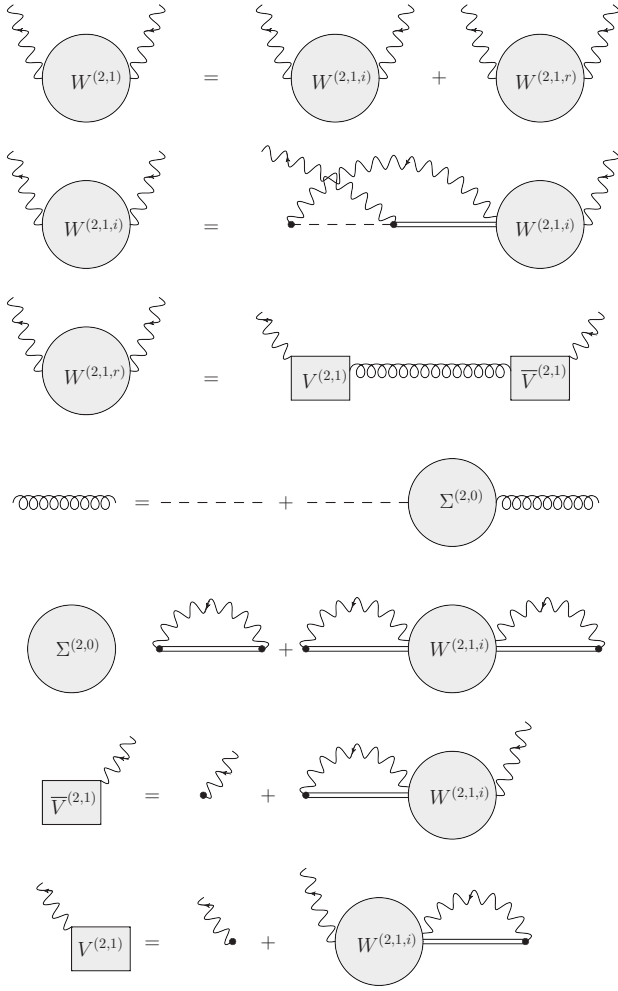 W^{(2,1)} = W^{(2,1,i)} + W^{(2,1,r)}
W^{(2,1,i)} = W^{(2,1,i)}
W^{(2,1,r)} = V^{(2,1)} \overline{V}^{(2,1)}
= + Σ^{(2,0)}
Σ^{(2,0)} + W^{(2,1,i)}
\overline{V}^{(2,1)} = + W^{(2,1,i)}
V^{(2,1)} = + W^{(2,1,i)}